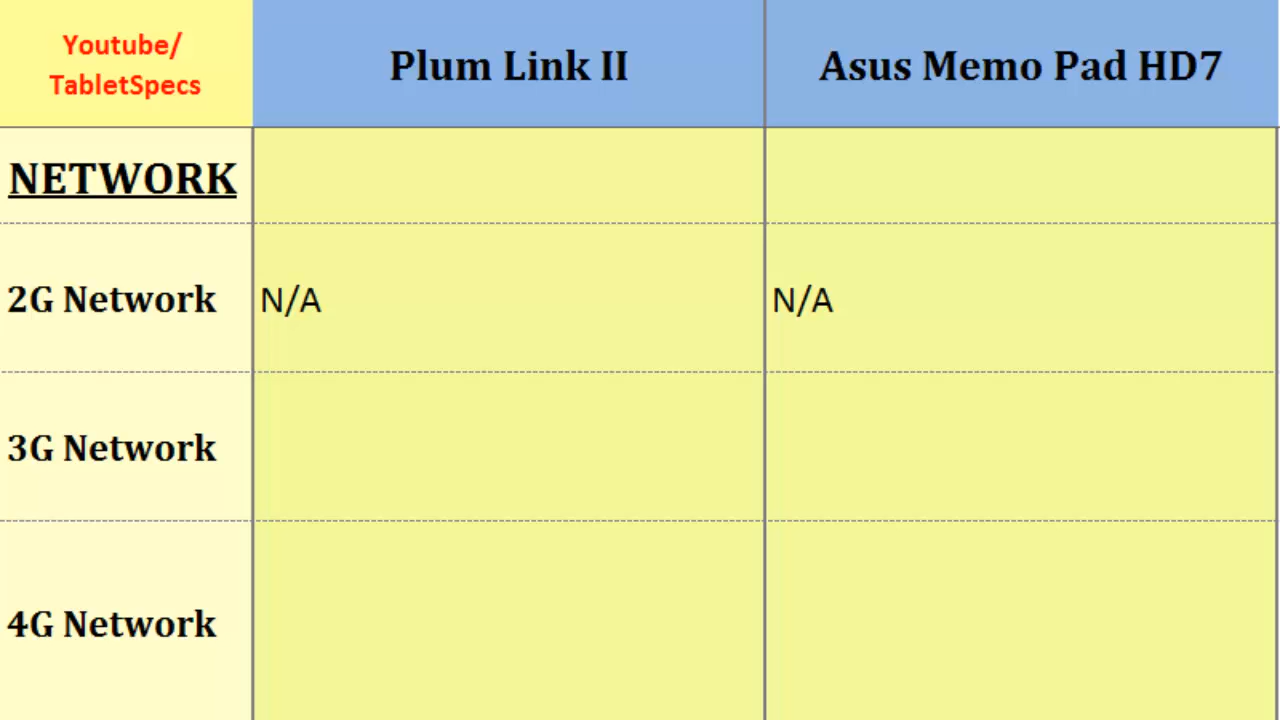 Youtube/
TabletSpecs
Plum Link II
Asus Memo Pad HD7
NETWORK
2G Network
N/A
N/A
3G Network
4G Network